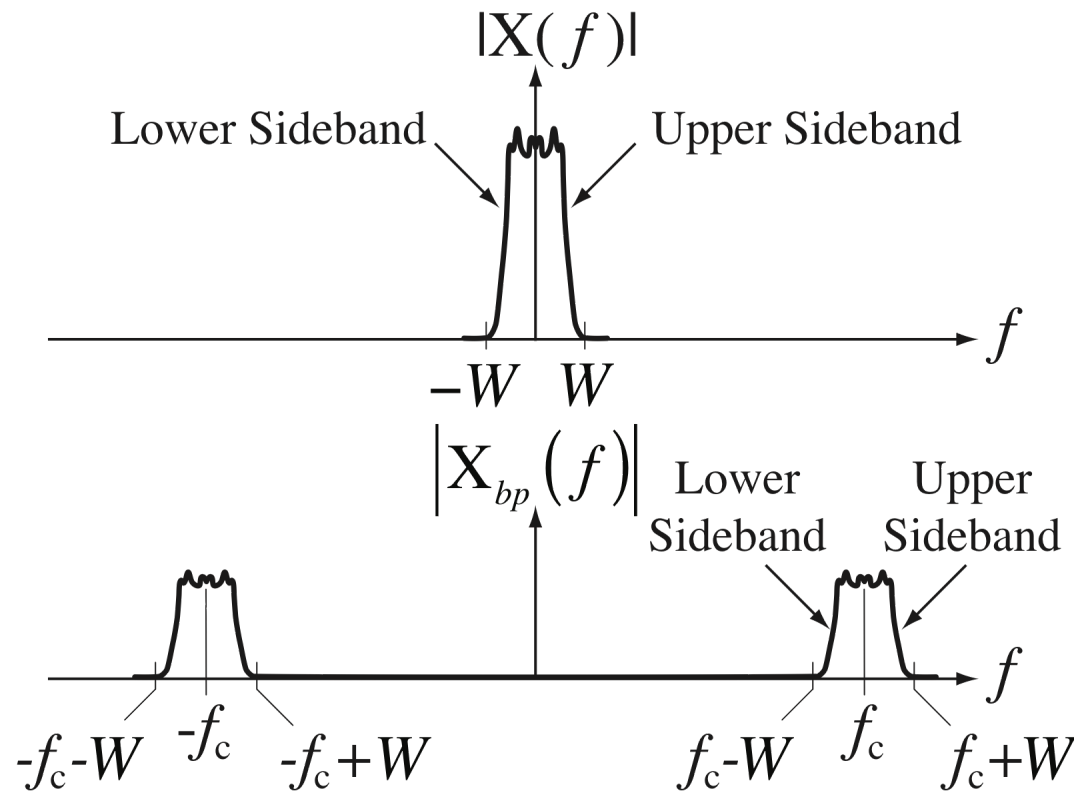 |X(f)|
Lower Sideband
Upper Sideband
f
–W
W
|X_bp(f)|
Lower
Sideband
Upper
Sideband
f
-f_c-W
-f_c
-f_c+W
f_c-W
f_c
f_c+W